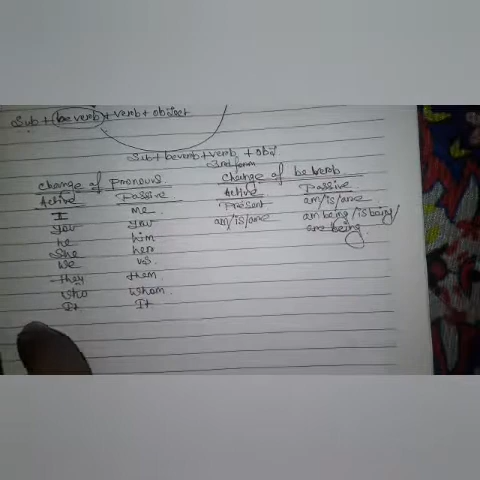 Sub + (be verb) + verb + object
Sub + beverb + verb + obj
3rd form
Change of Pronouns.
Active Passive
I me
you you
he him
She her
we us
they them
who whom
It It
Change of be verb
Active Passive
Present am/is/are
am/is/are am being/is being/
are being